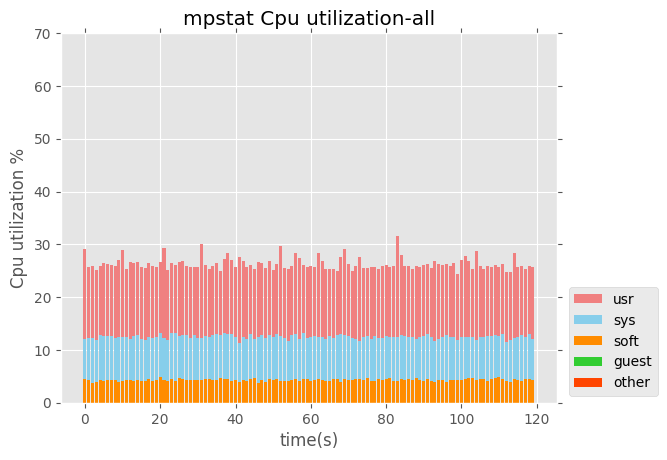 mpstat Cpu utilization-all
70
60
50
40
30
20
10
0
Cpu utilization %
0 20 40 60 80 100 120
time(s)
usr
sys
soft
guest
other